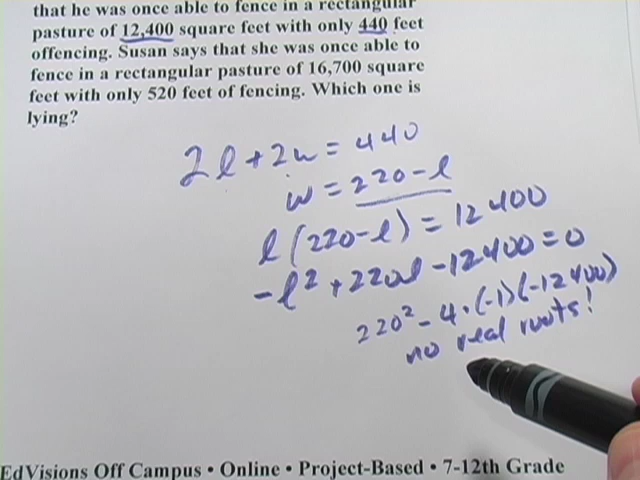 that he was once able to fence in a rectangular
pasture of 12,400 square feet with only 440 feet
offencing. Susan says that she was once able to
fence in a rectangular pasture of 16,700 square
feet with only 520 feet of fencing. Which one is
lying?
2l + 2w = 440
w = 220 - l
l (220 - l) = 12400
-l² + 220l - 12400 = 0
220² - 4 · (-1)(-12400)
no real roots!
EdVisions Off Campus • Online • Project-Based • 7-12th Grade